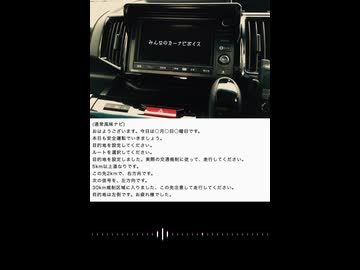 みんなのカーナビボイス
(通常風味ナビ)
おはようございます。今日は○月○日○曜日です。
本日も安全運転でいきましょう。
目的地を設定してください。
ルートを選択してください。
目的地を設定しました。実際の交通規制に従って、走行してください。
5km以上道なりです。
この先2kmで、右方向です。
次の信号を、左方向です。
30km規制区域に入りました、この先注意して走行してください。
目的地は左側です。お疲れ様でした。